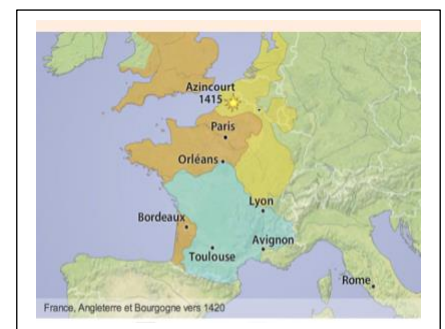 Azincourt
1415
Paris
Orléans
Lyon
Bordeaux
Avignon
Toulouse
Rome
France, Angleterre et Bourgogne vers 1420